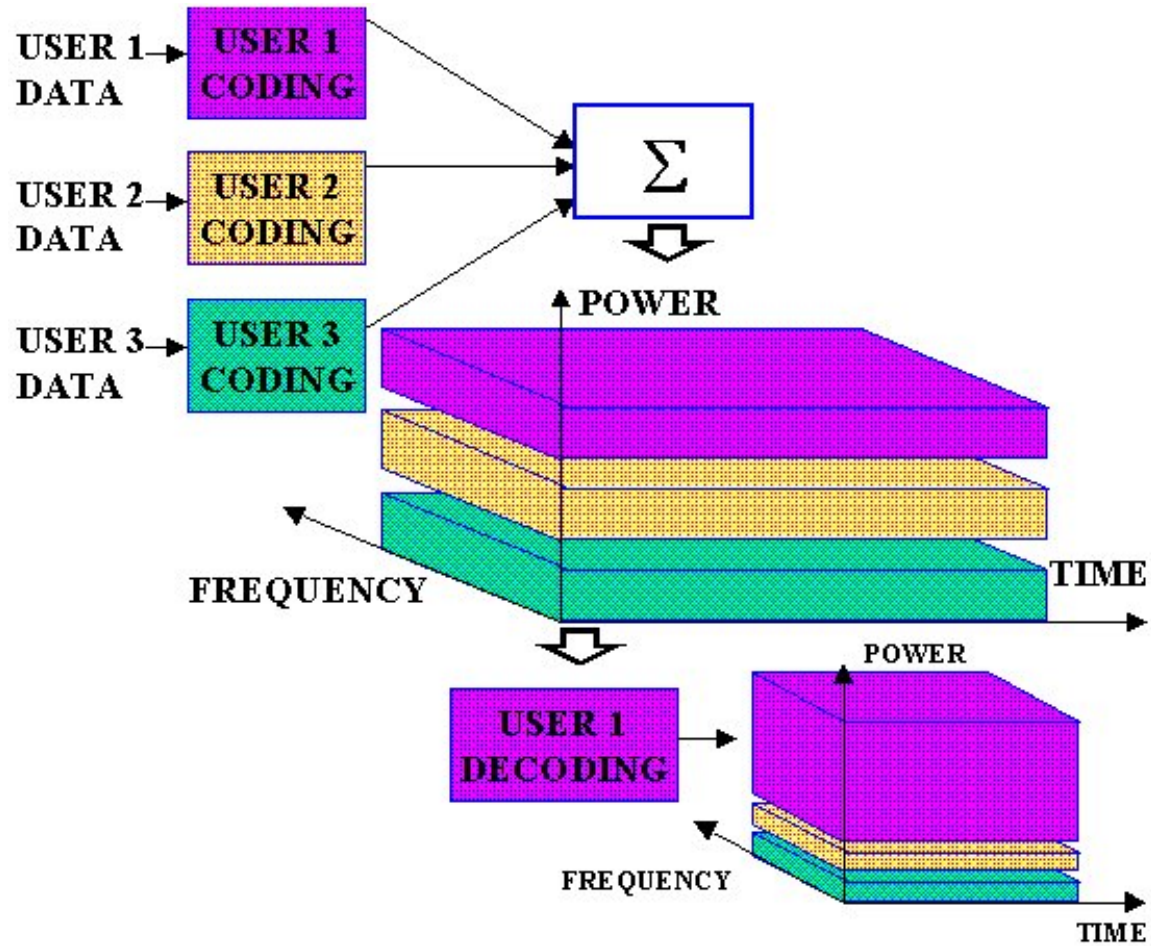 USER 1
DATA
USER 1
CODING
USER 2
DATA
USER 2
CODING
USER 3
DATA
USER 3
CODING
Σ
POWER
FREQUENCY
TIME
USER 1
DECODING
POWER
FREQUENCY
TIME